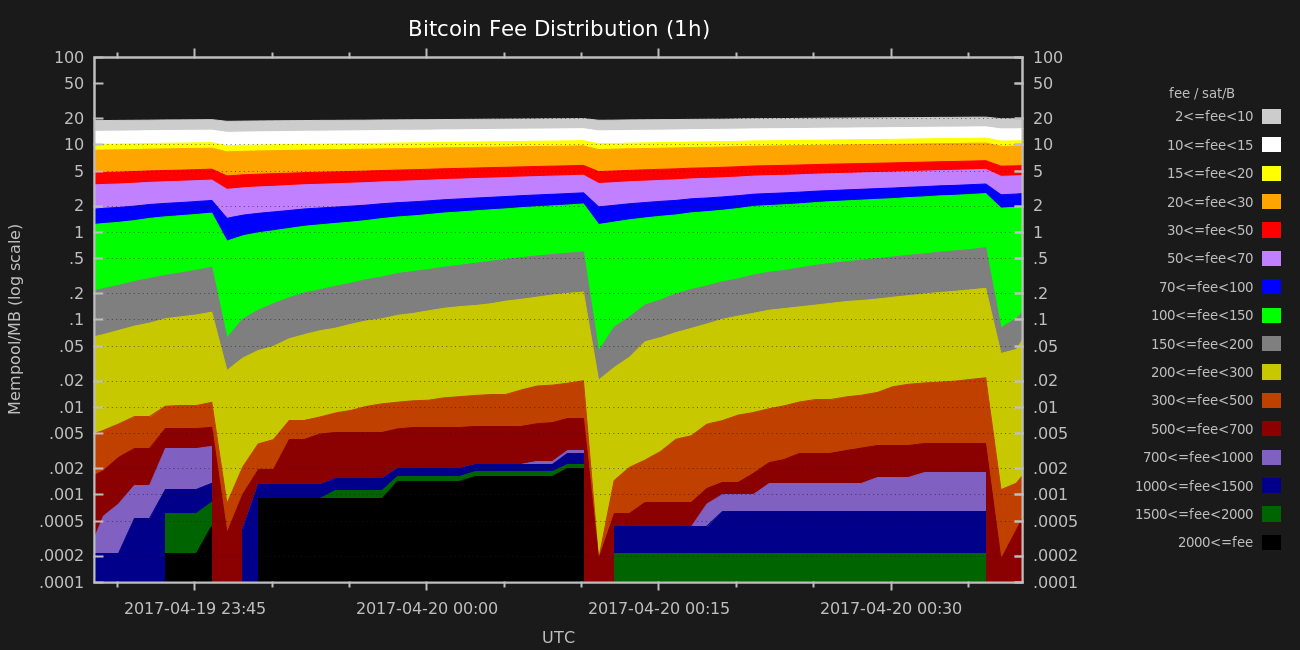 Bitcoin Fee Distribution (1h)
Mempool/MB (log scale)
100
50
20
10
5
2
1
.5
.2
.1
.05
.02
.01
.005
.002
.001
.0005
.0002
.0001
100
50
20
10
5
2
1
.5
.2
.1
.05
.02
.01
.005
.002
.001
.0005
.0002
.0001
2017-04-19 23:45
2017-04-20 00:00
2017-04-20 00:15
2017-04-20 00:30
UTC
fee / sat/B
2<=fee<10
10<=fee<15
15<=fee<20
20<=fee<30
30<=fee<50
50<=fee<70
70<=fee<100
100<=fee<150
150<=fee<200
200<=fee<300
300<=fee<500
500<=fee<700
700<=fee<1000
1000<=fee<1500
1500<=fee<2000
2000<=fee